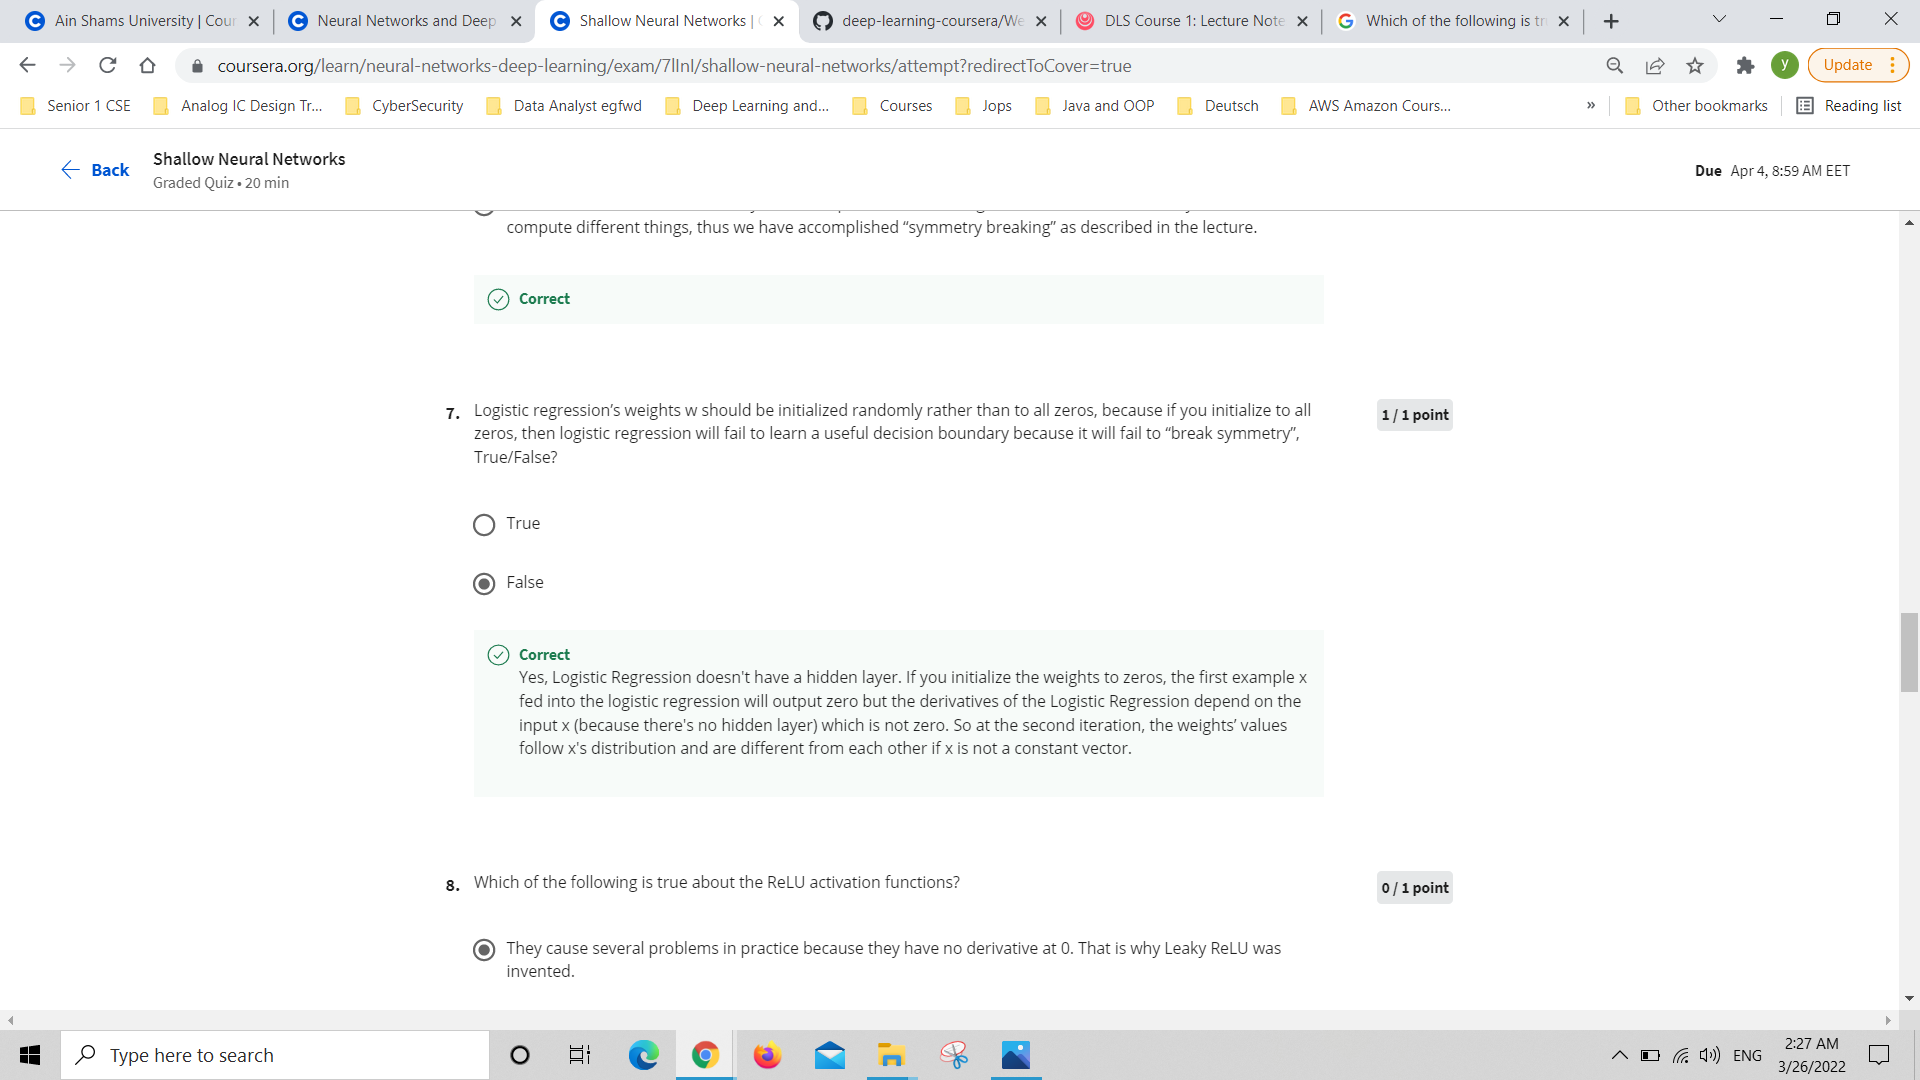 Ain Shams University | Cour
Neural Networks and Deep
Shallow Neural Networks |
deep-learning-coursera/We
DLS Course 1: Lecture Note
Which of the following is tr
coursera.org/learn/neural-networks-deep-learning/exam/7lInI/shallow-neural-networks/attempt?redirectToCover=true
y
Update
Senior 1 CSE
Analog IC Design Tr...
CyberSecurity
Data Analyst egfwd
Deep Learning and...
Courses
Jops
Java and OOP
Deutsch
AWS Amazon Cours...
»
Other bookmarks
Reading list
Back
Shallow Neural Networks
Graded Quiz • 20 min
Due Apr 4, 8:59 AM EET
compute different things, thus we have accomplished “symmetry breaking” as described in the lecture.
Correct
7. Logistic regression’s weights w should be initialized randomly rather than to all zeros, because if you initialize to all
zeros, then logistic regression will fail to learn a useful decision boundary because it will fail to “break symmetry”,
True/False?
1 / 1 point
True
False
Correct
Yes, Logistic Regression doesn't have a hidden layer. If you initialize the weights to zeros, the first example x
fed into the logistic regression will output zero but the derivatives of the Logistic Regression depend on the
input x (because there's no hidden layer) which is not zero. So at the second iteration, the weights’ values
follow x's distribution and are different from each other if x is not a constant vector.
8. Which of the following is true about the ReLU activation functions?
0 / 1 point
They cause several problems in practice because they have no derivative at 0. That is why Leaky ReLU was
invented.
Type here to search
ENG
2:27 AM
3/26/2022